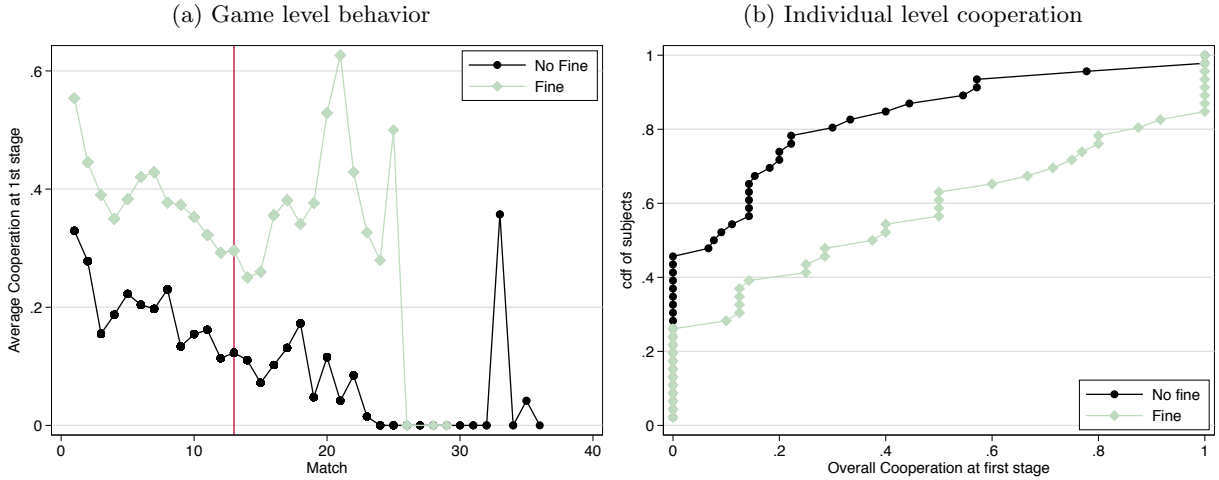 (a) Game level behavior
Average Cooperation at 1st stage
.6
.4
.2
0
0
10
20
30
40
Match
No Fine
Fine
(b) Individual level cooperation
cdf of subjects
1
.8
.6
.4
.2
0
0
.2
.4
.6
.8
1
Overall Cooperation at first stage
No fine
Fine